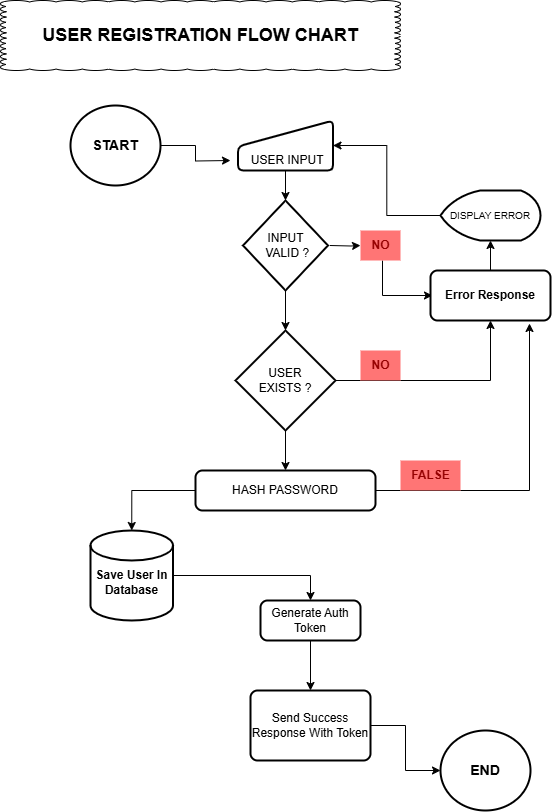 USER REGISTRATION FLOW CHART
START
USER INPUT
INPUT
VALID ?
NO
DISPLAY ERROR
Error Response
USER
EXISTS ?
NO
HASH PASSWORD
FALSE
Save User In
Database
Generate Auth
Token
Send Success
Response With Token
END